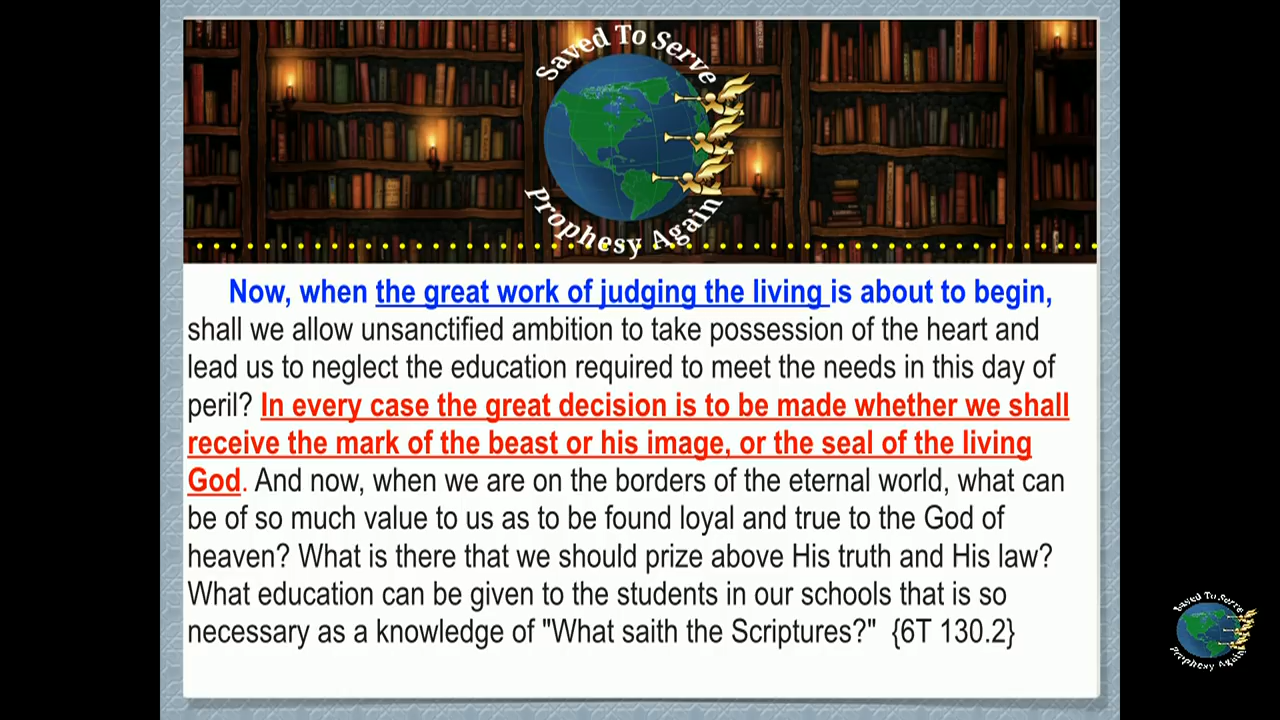 Saved To Serve
Prophesy Again
Now, when the great work of judging the living is about to begin,
shall we allow unsanctified ambition to take possession of the heart and
lead us to neglect the education required to meet the needs in this day of
peril? In every case the great decision is to be made whether we shall
receive the mark of the beast or his image, or the seal of the living
God. And now, when we are on the borders of the eternal world, what can
be of so much value to us as to be found loyal and true to the God of
heaven? What is there that we should prize above His truth and His law?
What education can be given to the students in our schools that is so
necessary as a knowledge of "What saith the Scriptures?" {6T 130.2}
Saved To Serve
Prophesy Again